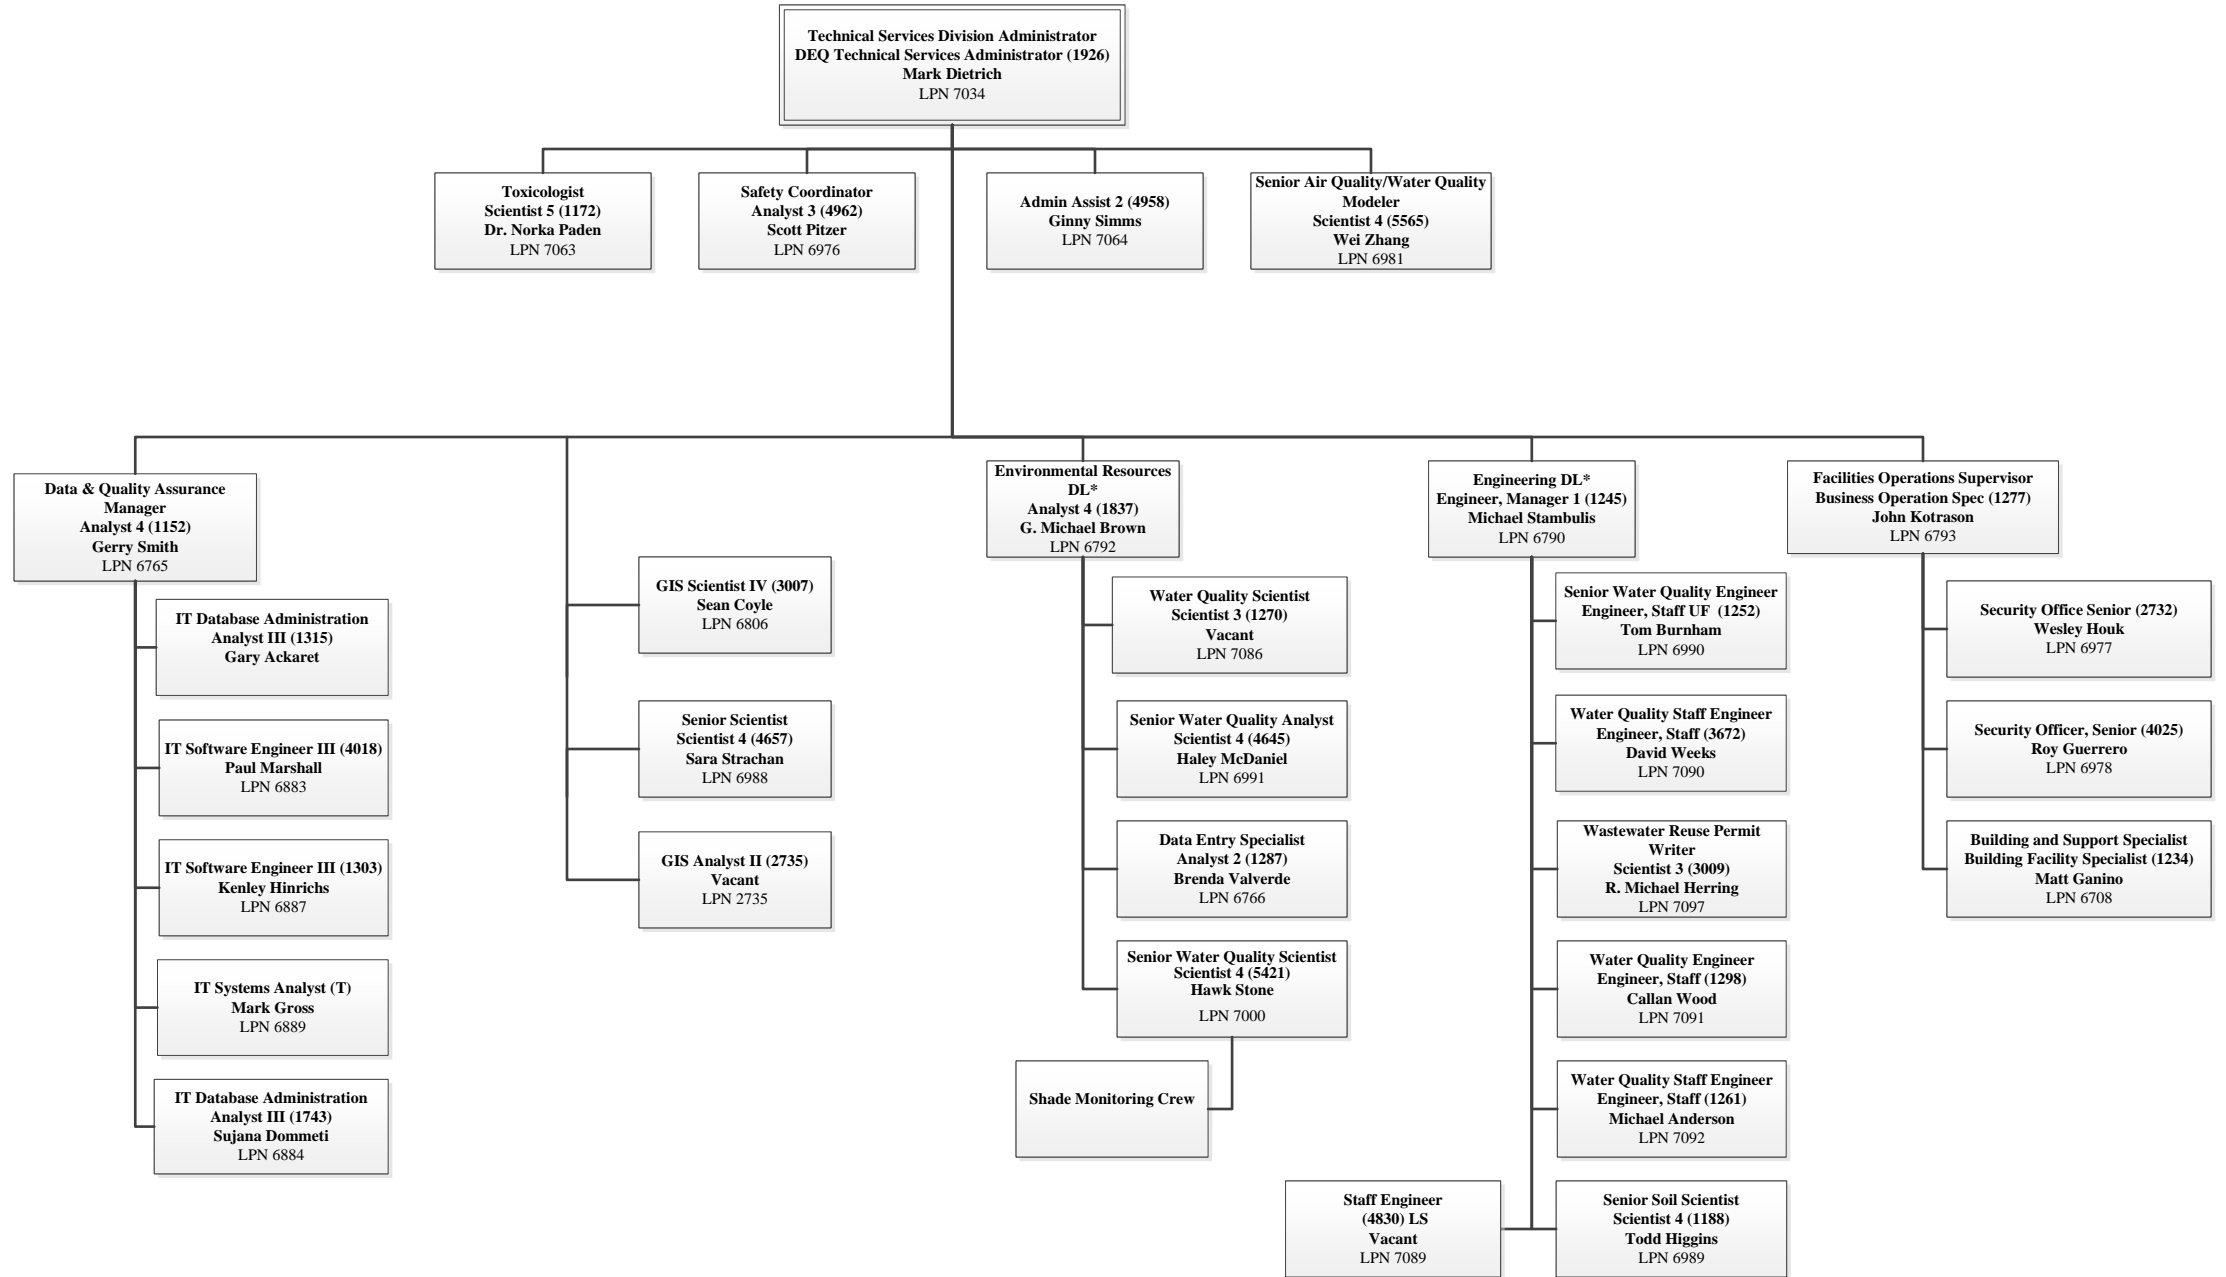 Technical Services Division Administrator
DEQ Technical Services Administrator (1926)
Mark Dietrich
LPN 7034
Toxicologist
Scientist 5 (1172)
Dr. Norka Paden
LPN 7063
Safety Coordinator
Analyst 3 (4962)
Scott Pitzer
LPN 6976
Admin Assist 2 (4958)
Ginny Simms
LPN 7064
Senior Air Quality/Water Quality
Modeler
Scientist 4 (5565)
Wei Zhang
LPN 6981
Data & Quality Assurance
Manager
Analyst 4 (1152)
Gerry Smith
LPN 6765
IT Database Administration
Analyst III (1315)
Gary Ackaret
IT Software Engineer III (4018)
Paul Marshall
LPN 6883
IT Software Engineer III (1303)
Kenley Hinrichs
LPN 6887
IT Systems Analyst (T)
Mark Gross
LPN 6889
IT Database Administration
Analyst III (1743)
Sujana Dommeti
LPN 6884
GIS Scientist IV (3007)
Sean Coyle
LPN 6806
Senior Scientist
Scientist 4 (4657)
Sara Strachan
LPN 6988
GIS Analyst II (2735)
Vacant
LPN 2735
Environmental Resources
DL*
Analyst 4 (1837)
G. Michael Brown
LPN 6792
Water Quality Scientist
Scientist 3 (1270)
Vacant
LPN 7086
Senior Water Quality Analyst
Scientist 4 (4645)
Haley McDaniel
LPN 6991
Data Entry Specialist
Analyst 2 (1287)
Brenda Valverde
LPN 6766
Senior Water Quality Scientist
Scientist 4 (5421)
Hawk Stone
LPN 7000
Shade Monitoring Crew
Engineering DL*
Engineer, Manager 1 (1245)
Michael Stambulis
LPN 6790
Senior Water Quality Engineer
Engineer, Staff UF (1252)
Tom Burnham
LPN 6990
Water Quality Staff Engineer
Engineer, Staff (3672)
David Weeks
LPN 7090
Wastewater Reuse Permit
Writer
Scientist 3 (3009)
R. Michael Herring
LPN 7097
Water Quality Engineer
Engineer, Staff (1298)
Callan Wood
LPN 7091
Water Quality Staff Engineer
Engineer, Staff (1261)
Michael Anderson
LPN 7092
Staff Engineer
(4830) LS
Vacant
LPN 7089
Senior Soil Scientist
Scientist 4 (1188)
Todd Higgins
LPN 6989
Facilities Operations Supervisor
Business Operation Spec (1277)
John Kotrason
LPN 6793
Security Office Senior (2732)
Wesley Houk
LPN 6977
Security Officer, Senior (4025)
Roy Guerrero
LPN 6978
Building and Support Specialist
Building Facility Specialist (1234)
Matt Ganino
LPN 6708